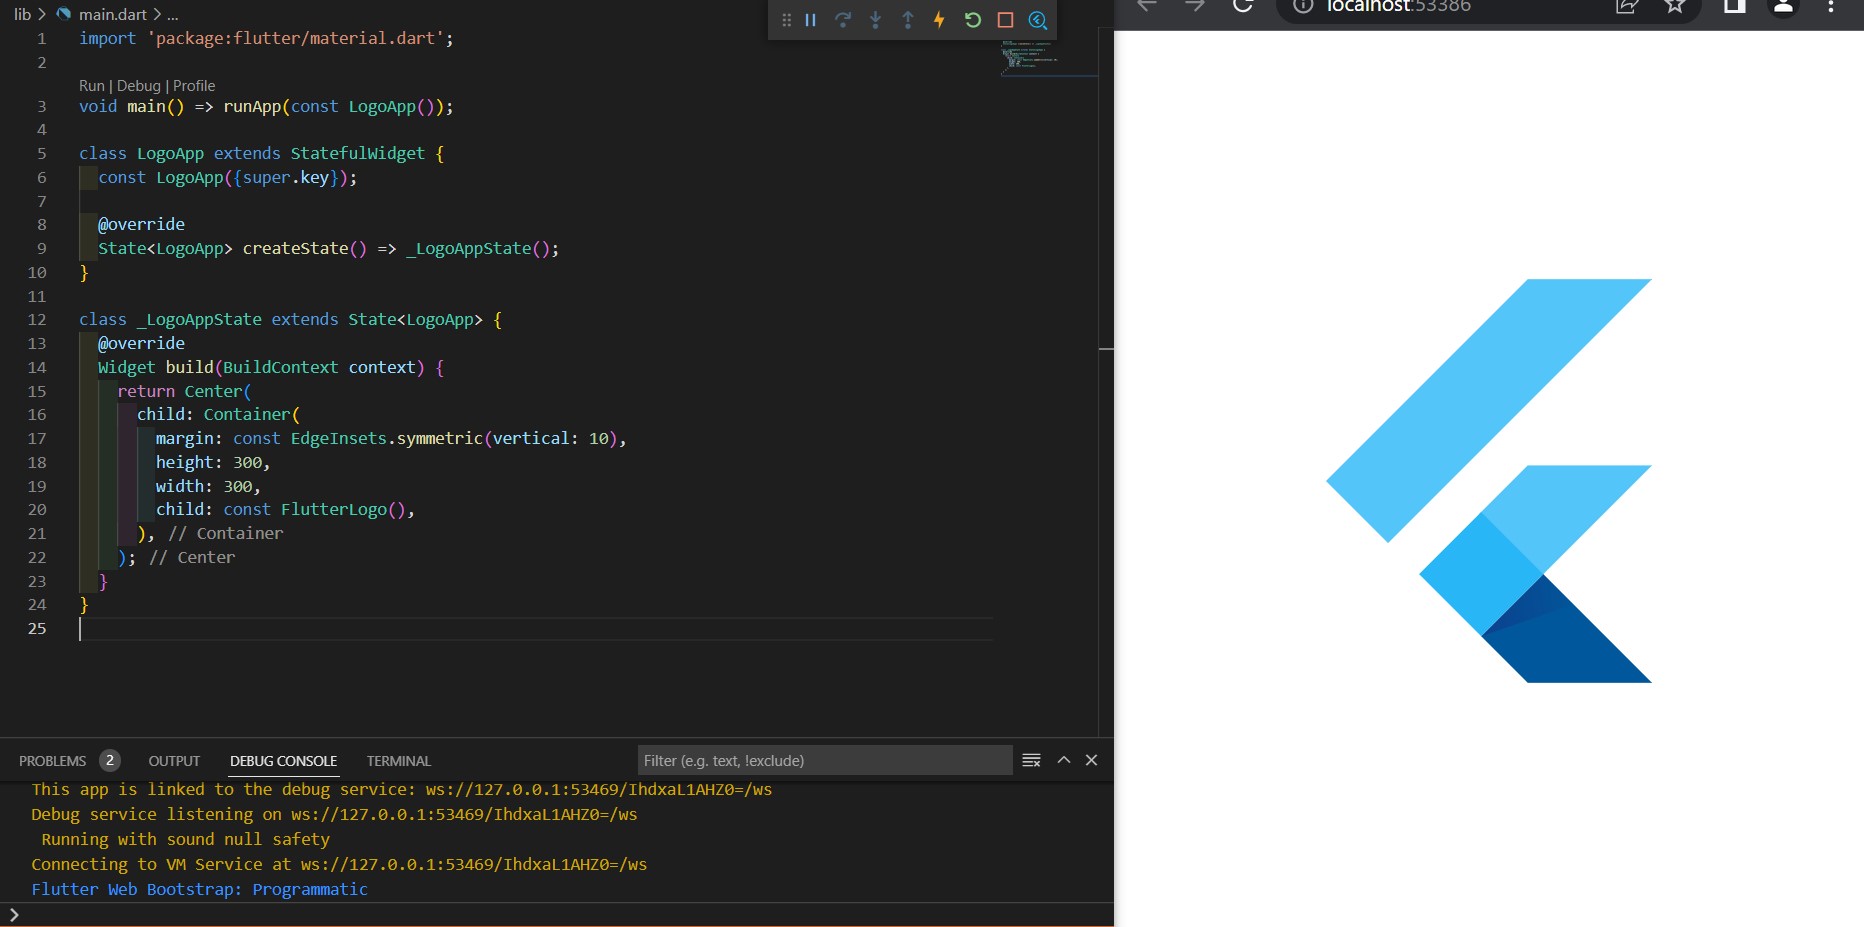 lib > main.dart > ...
1 import 'package:flutter/material.dart';
2
Run | Debug | Profile
3 void main() => runApp(const LogoApp());
4
5 class LogoApp extends StatefulWidget {
6 const LogoApp({super.key});
7
8 @override
9 State<LogoApp> createState() => _LogoAppState();
10 }
11
12 class _LogoAppState extends State<LogoApp> {
13 @override
14 Widget build(BuildContext context) {
15 return Center(
16 child: Container(
17 margin: const EdgeInsets.symmetric(vertical: 10),
18 height: 300,
19 width: 300,
20 child: const FlutterLogo(),
21 ), // Container
22 ); // Center
23 }
24 }
25
PROBLEMS 2 OUTPUT DEBUG CONSOLE TERMINAL Filter (e.g. text, !exclude)
This app is linked to the debug service: ws://127.0.0.1:53469/IhdxaL1AHZ0=/ws
Debug service listening on ws://127.0.0.1:53469/IhdxaL1AHZ0=/ws
Running with sound null safety
Connecting to VM Service at ws://127.0.0.1:53469/IhdxaL1AHZ0=/ws
Flutter Web Bootstrap: Programmatic
localhost:53386